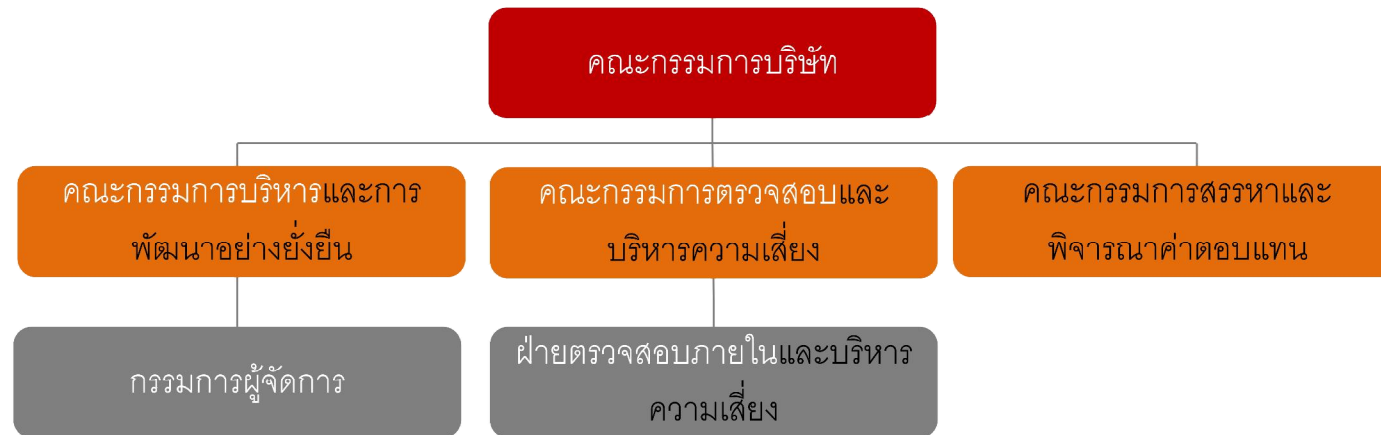 คณะกรรมการบริษัท
คณะกรรมการบริหารและการ
พัฒนาอย่างยั่งยืน
คณะกรรมการตรวจสอบและ
บริหารความเสี่ยง
คณะกรรมการสรรหาและ
พิจารณาค่าตอบแทน
กรรมการผู้จัดการ
ฝ่ายตรวจสอบภายในและบริหาร
ความเสี่ยง